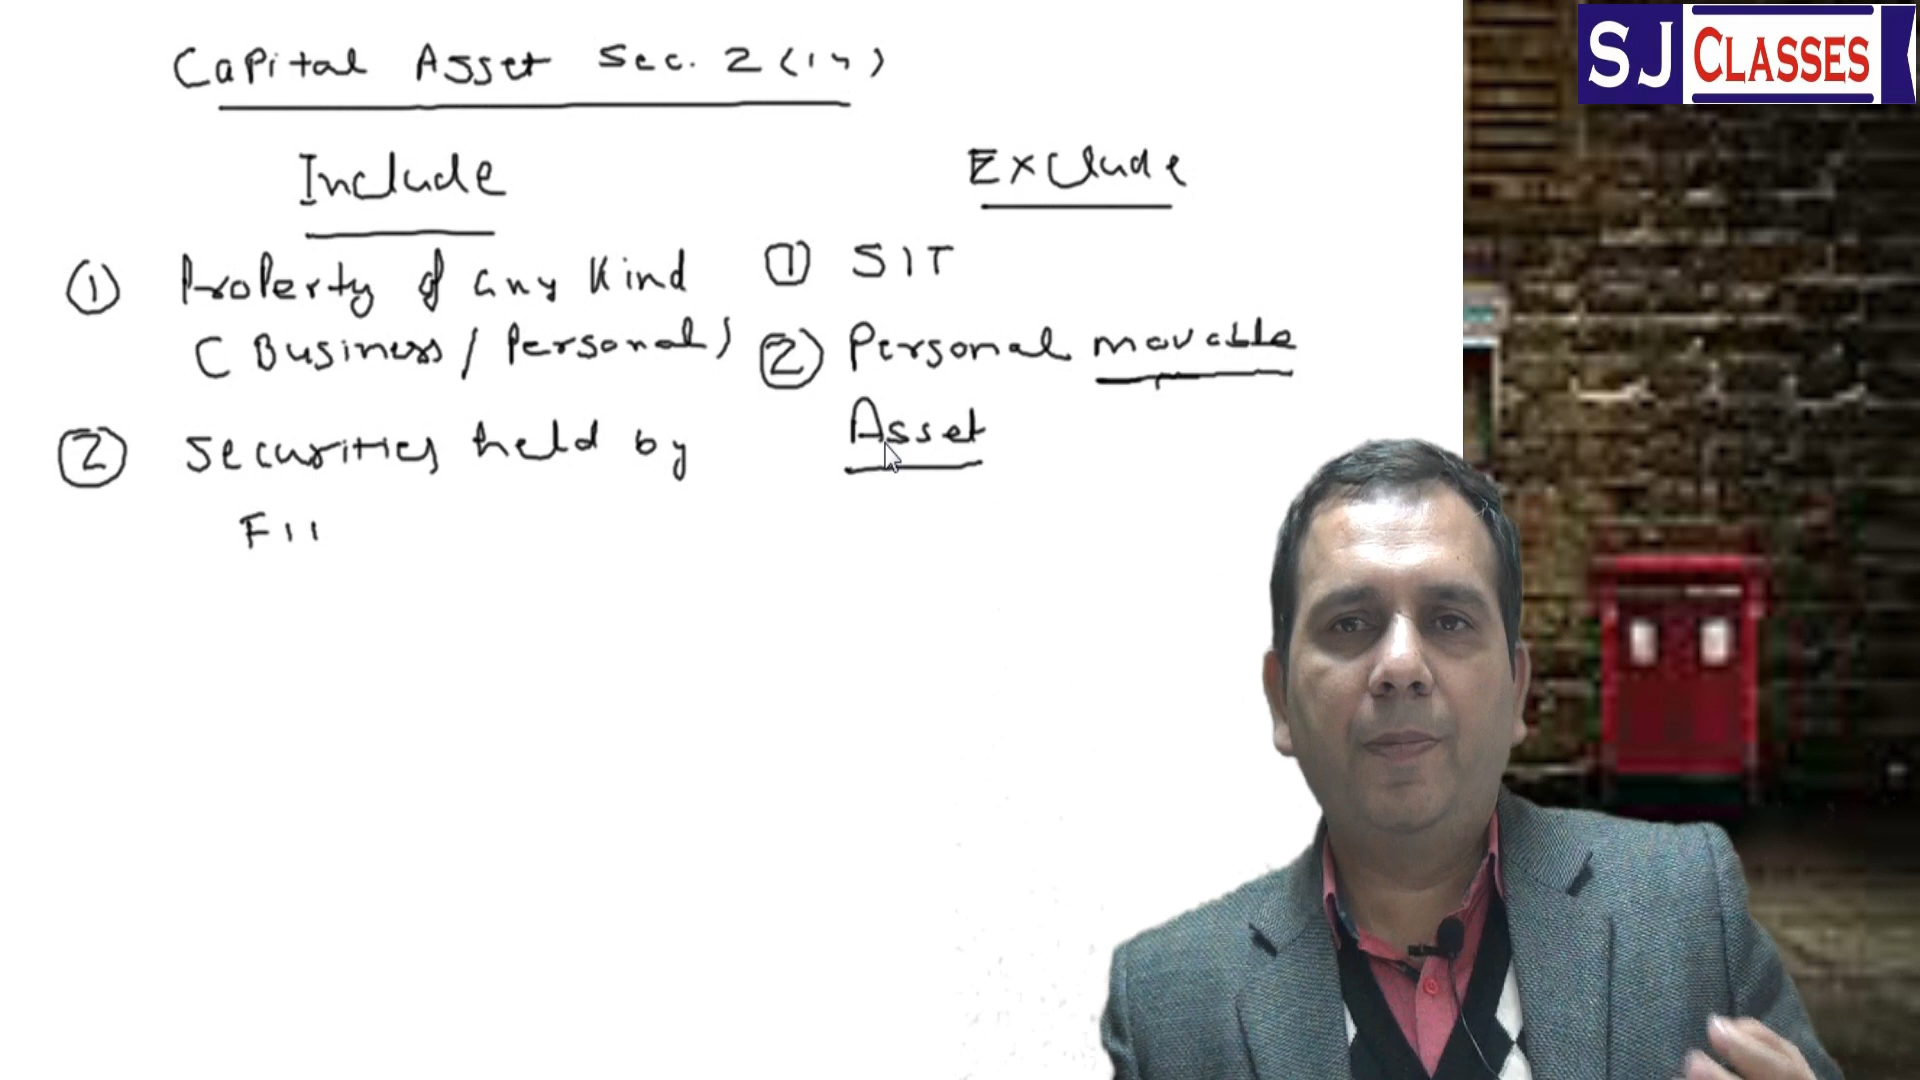 SJ CLASSES
Capital Asset Sec. 2(14)
Include
① Property of any kind
(Business/Personal)
② Securities held by
FII
Exclude
① SIT
② Personal movable
Asset